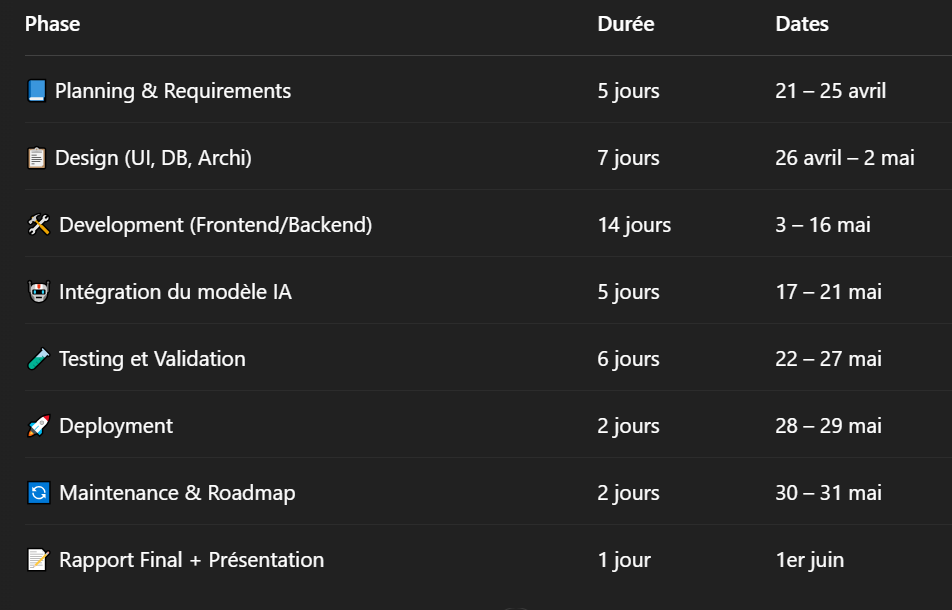 Phase Durée Dates
📘 Planning & Requirements 5 jours 21 – 25 avril
📋 Design (UI, DB, Archi) 7 jours 26 avril – 2 mai
🛠️ Development (Frontend/Backend) 14 jours 3 – 16 mai
🤖 Intégration du modèle IA 5 jours 17 – 21 mai
🧪 Testing et Validation 6 jours 22 – 27 mai
🚀 Deployment 2 jours 28 – 29 mai
🔄 Maintenance & Roadmap 2 jours 30 – 31 mai
📝 Rapport Final + Présentation 1 jour 1er juin